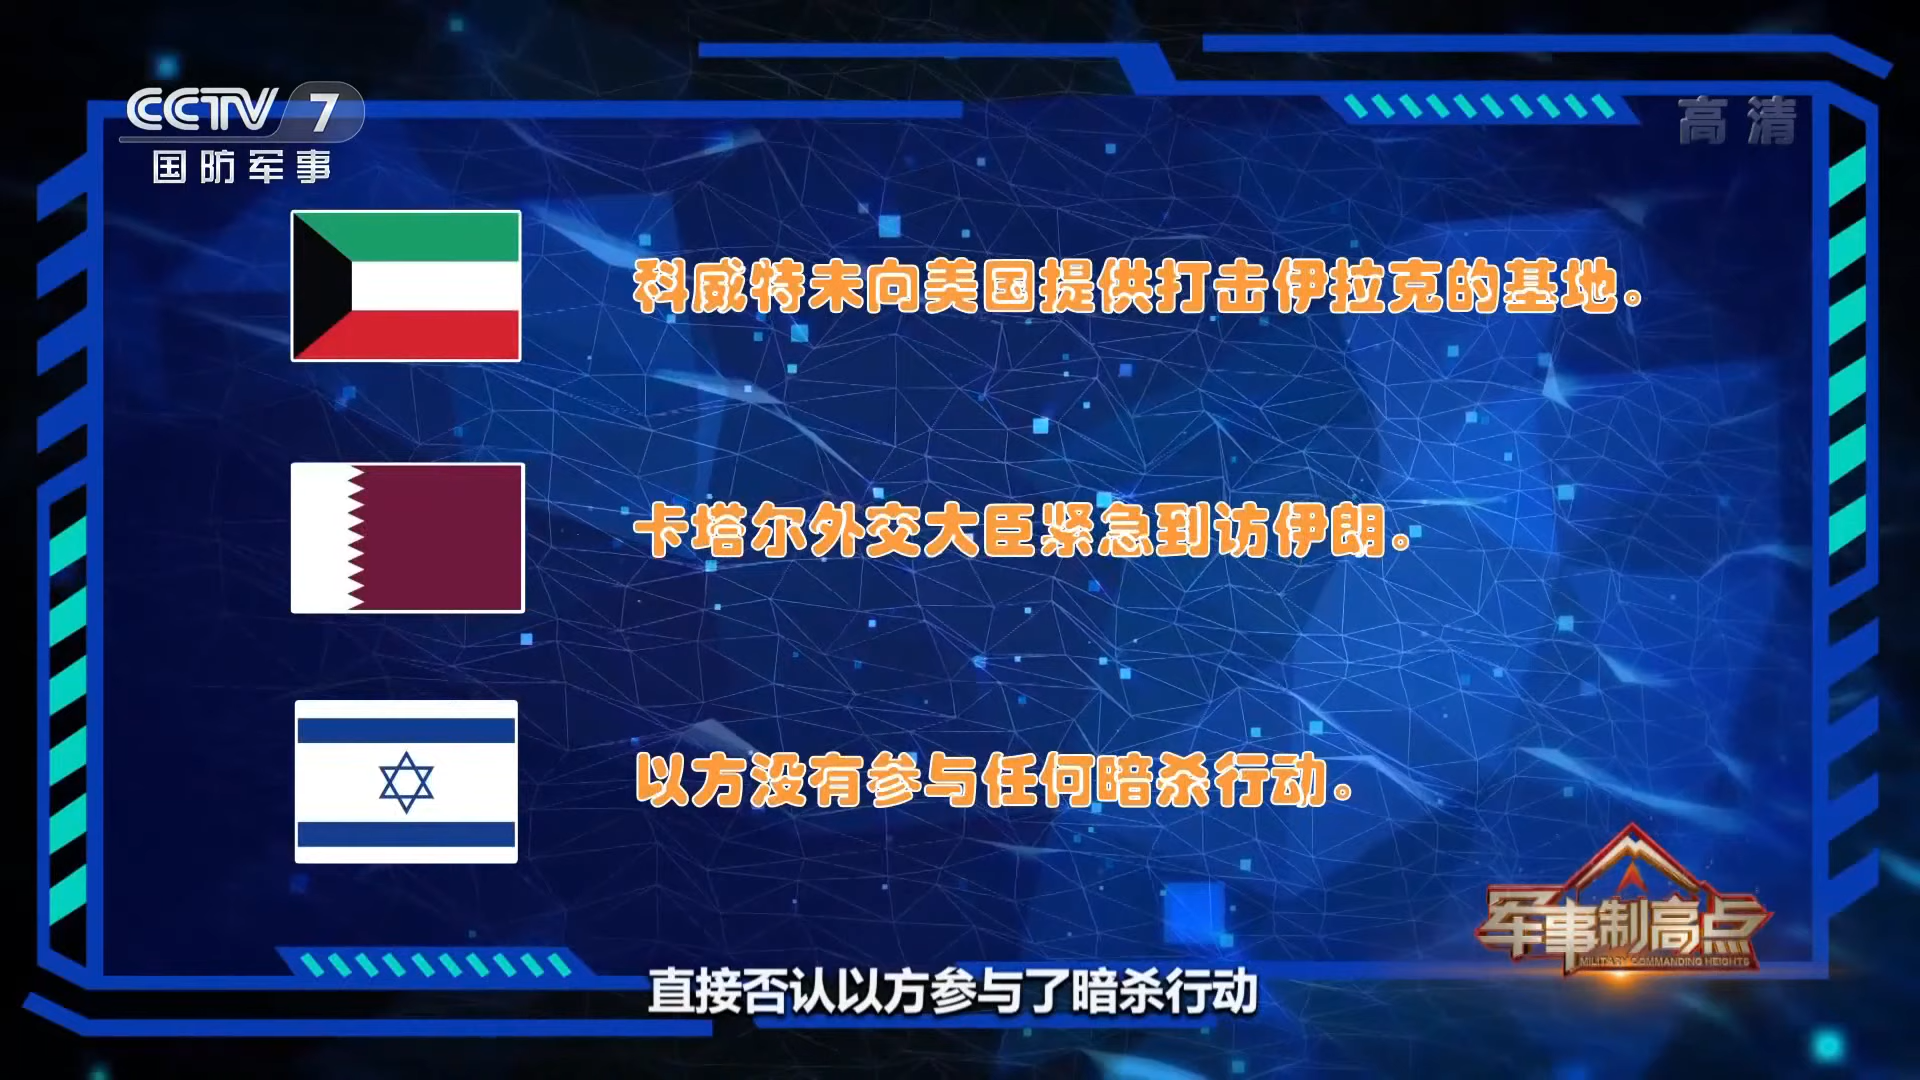 CCTV 7
国防军事
高清
科威特未向美国提供打击伊拉克的基地。
卡塔尔外交大臣紧急到访伊朗。
以方没有参与任何暗杀行动。
军事制高点
MILITARY COMMANDING HEIGHTS
直接否认以方参与了暗杀行动